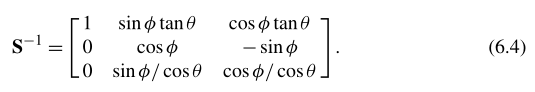 S⁻¹ = [ 1 sin ϕ tan θ cos ϕ tan θ
0 cos ϕ − sin ϕ
0 sin ϕ/ cos θ cos ϕ/ cos θ ] . (6.4)